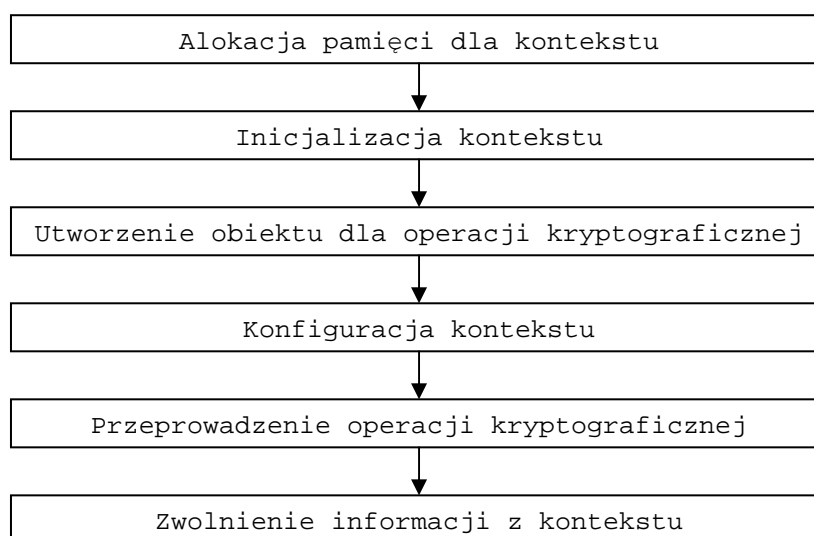 Alokacja pamięci dla kontekstu
Inicjalizacja kontekstu
Utworzenie obiektu dla operacji kryptograficznej
Konfiguracja kontekstu
Przeprowadzenie operacji kryptograficznej
Zwolnienie informacji z kontekstu